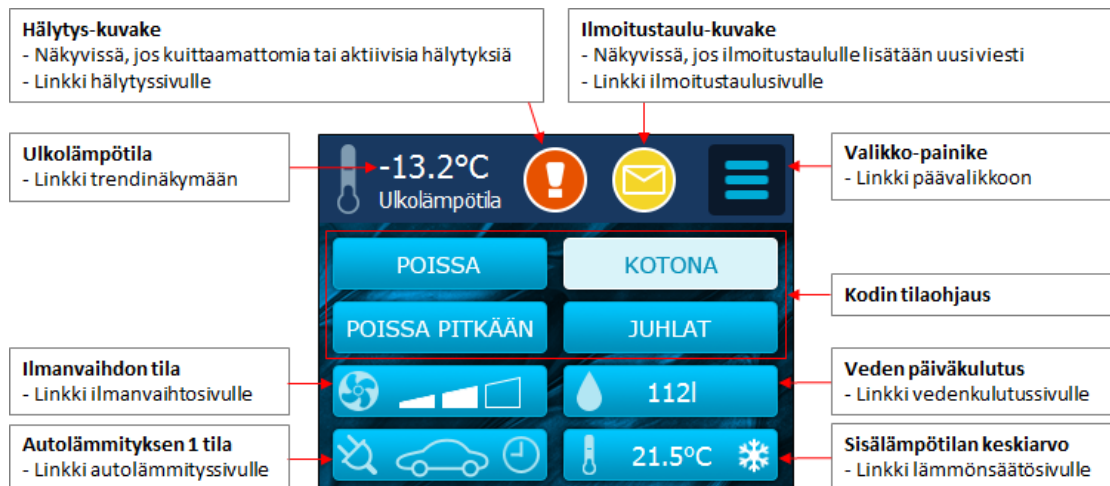 Hälytys-kuvake
- Näkyvissä, jos kuittaamattomia tai aktiivisia hälytyksiä
- Linkki hälytyssivulle
Ilmoitustaulu-kuvake
- Näkyvissä, jos ilmoitustaululle lisätään uusi viesti
- Linkki ilmoitustaulusivulle
Ulkolämpötila
- Linkki trendinäkymään
-13.2°C
Ulkolämpötila
Valikko-painike
- Linkki päävalikkoon
POISSA
KOTONA
POISSA PITKÄÄN
JUHLAT
Kodin tilaohjaus
Ilmanvaihdon tila
- Linkki ilmanvaihtosivulle
112l
Veden päiväkulutus
- Linkki vedenkulutussivulle
Autolämmityksen 1 tila
- Linkki autolämmityssivulle
21.5°C
Sisälämpötilan keskiarvo
- Linkki lämmönsäätösivulle